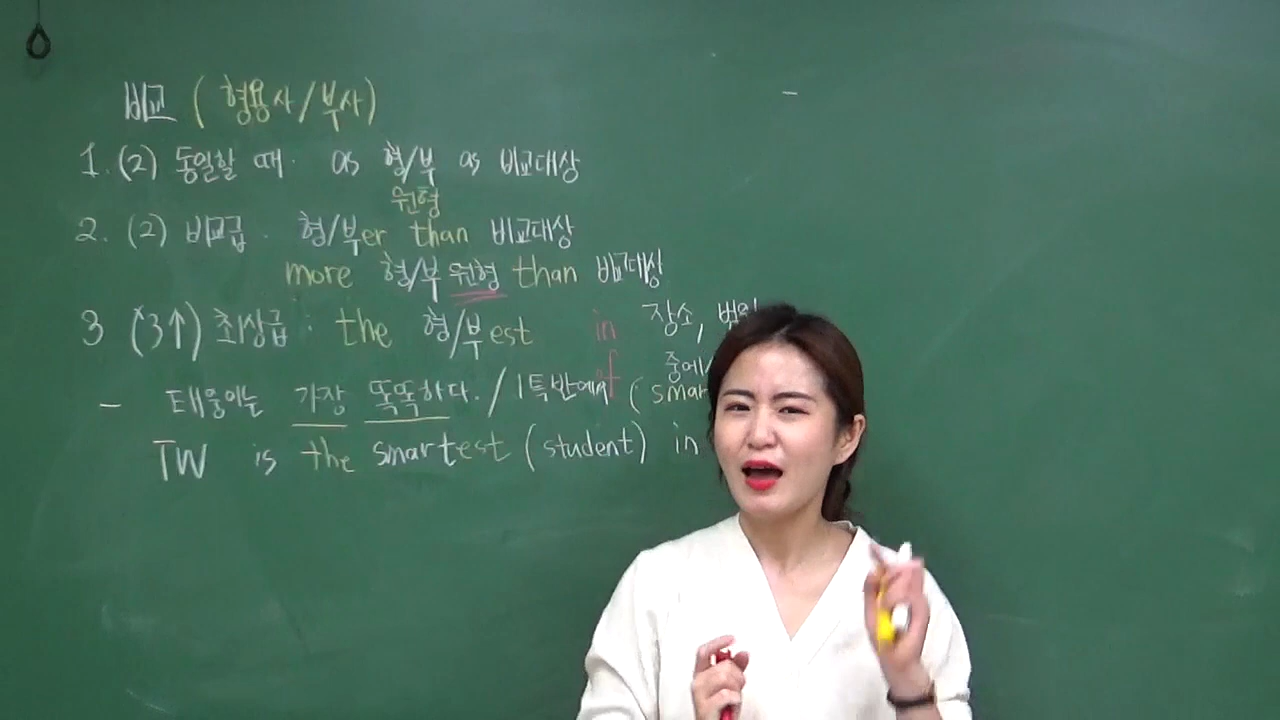 비교 ( 형용사/부사)
1. (2) 동일할 때. as 형/부 as 비교대상
원형
2. (2) 비교급. 형/부er than 비교대상
more 형/부 원형 than 비교대상
3 (3↑) 최상급: the 형/부est in 장소,
of 중에
- 태웅이는 가장 똑똑하다. / 1특반에서 (smar
TW is the smartest (student) in